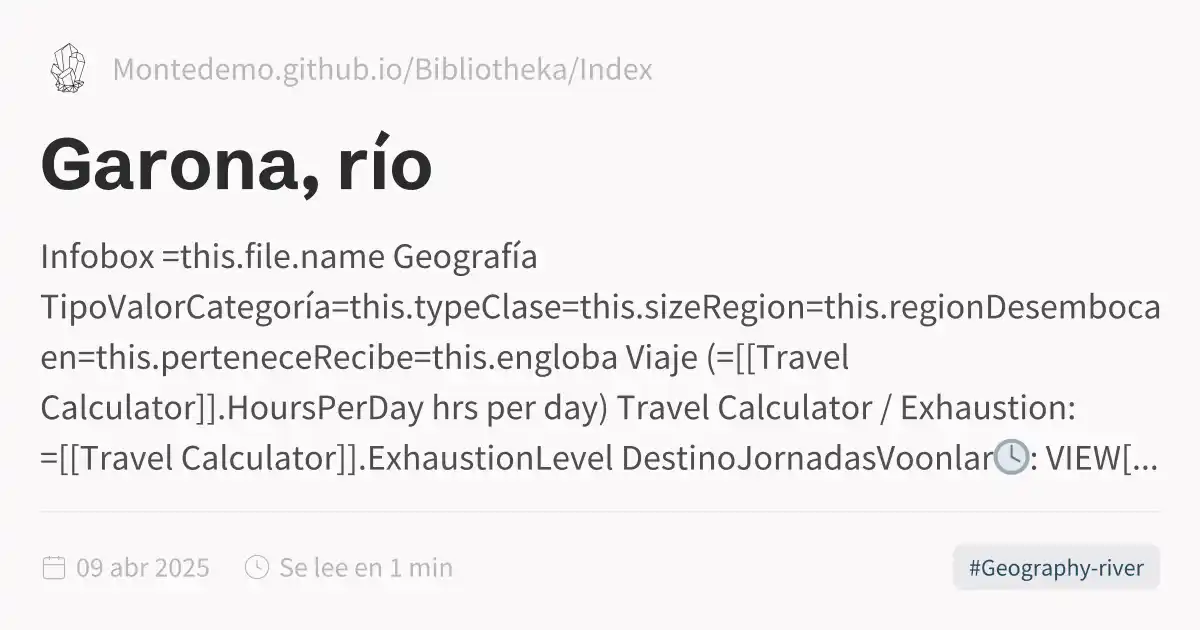 Montedemo.github.io/Bibliotheka/Index
Garona, río
Infobox =this.file.name Geografía
TipoValorCategoría=this.typeClase=this.sizeRegion=this.regionDesemboca
en=this.perteneceRecibe=this.engloba Viaje (=[[Travel
Calculator]].HoursPerDay hrs per day) Travel Calculator / Exhaustion:
=[[Travel Calculator]].ExhaustionLevel DestinoJornadasVoonlar🕓: VIEW[...
09 abr 2025 Se lee en 1 min #Geography-river